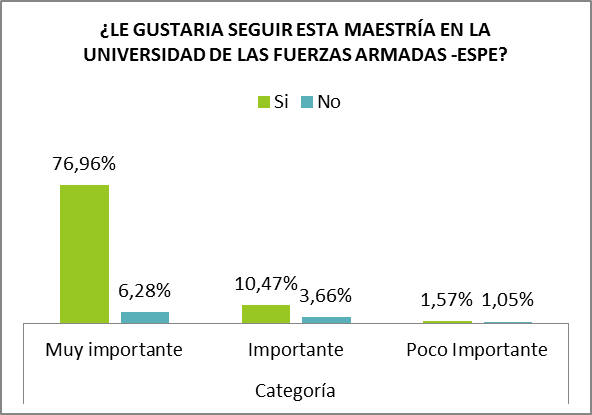 ¿LE GUSTARIA SEGUIR ESTA MAESTRÍA EN LA
UNIVERSIDAD DE LAS FUERZAS ARMADAS -ESPE?
Si No
76,96%
6,28%
10,47%
3,66%
1,57%
1,05%
Muy importante
Importante
Poco Importante
Categoría